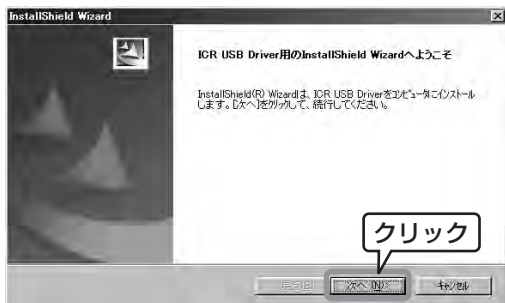 InstallShield Wizard
ICR USB Driver用のInstallShield Wizardへようこそ
InstallShield(R) Wizardは、ICR USB Driverをコンピュータにインストール
します。[次へ]をクリックして、続行してください。
クリック
次へ(N)>
キャンセル